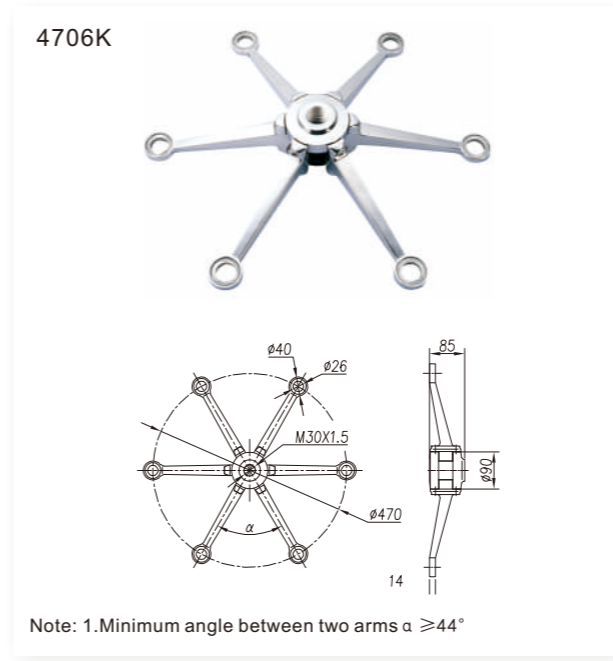 4706K
85
ø40
ø26
M30X1.5
ø90
ø470
α
14
Note: 1.Minimum angle between two arms α ≥44°